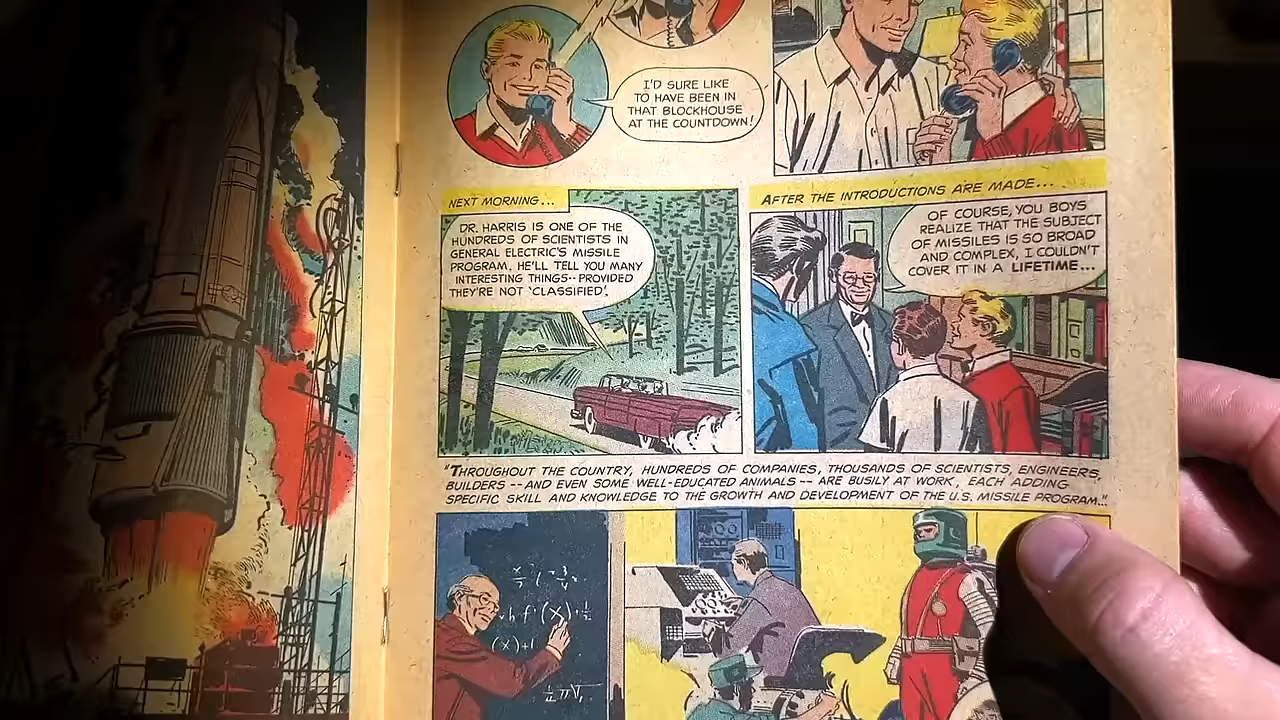 I'D SURE LIKE
TO HAVE BEEN IN
THAT BLOCKHOUSE
AT THE COUNTDOWN!
NEXT MORNING...
DR. HARRIS IS ONE OF THE
HUNDREDS OF SCIENTISTS IN
GENERAL ELECTRIC'S MISSILE
PROGRAM. HE'LL TELL YOU MANY
INTERESTING THINGS--PROVIDED
THEY'RE NOT 'CLASSIFIED'.
AFTER THE INTRODUCTIONS ARE MADE...
OF COURSE, YOU BOYS
REALIZE THAT THE SUBJECT
OF MISSILES IS SO BROAD
AND COMPLEX, I COULDN'T
COVER IT IN A LIFETIME...
"THROUGHOUT THE COUNTRY, HUNDREDS OF COMPANIES, THOUSANDS OF SCIENTISTS, ENGINEERS,
BUILDERS -- AND EVEN SOME WELL-EDUCATED ANIMALS -- ARE BUSILY AT WORK, EACH ADDING
SPECIFIC SKILL AND KNOWLEDGE TO THE GROWTH AND DEVELOPMENT OF THE U.S. MISSILE PROGRAM..."